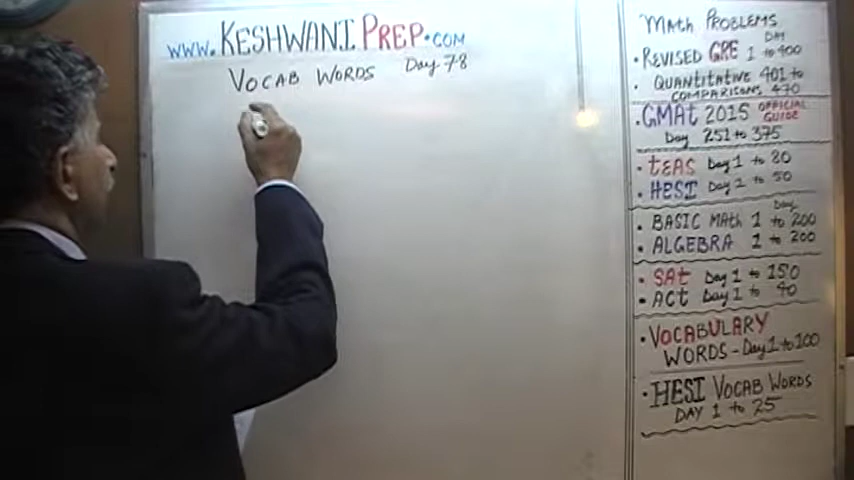 www.KESHWANIPREP.COM
VOCAB WORDS Day 78
MATH PROBLEMS
DAY
• REVISED GRE 1 to 400
• QUANTITATIVE 401 to
COMPARISONS 470
• GMAt 2015 OFFICIAL GUIDE
Day 251 to 375
• tEAS Day 1 to 80
• HESI Day 1 to 50
Day
• BASIC MAth 1 to 200
• ALGEBRA 1 to 200
• SAt Day 1 to 150
• ACT Day 1 to 40
• VOCABULARY
WORDS - Day 1 to 100
• HESI VOCAB WORDS
DAY 1 to 25